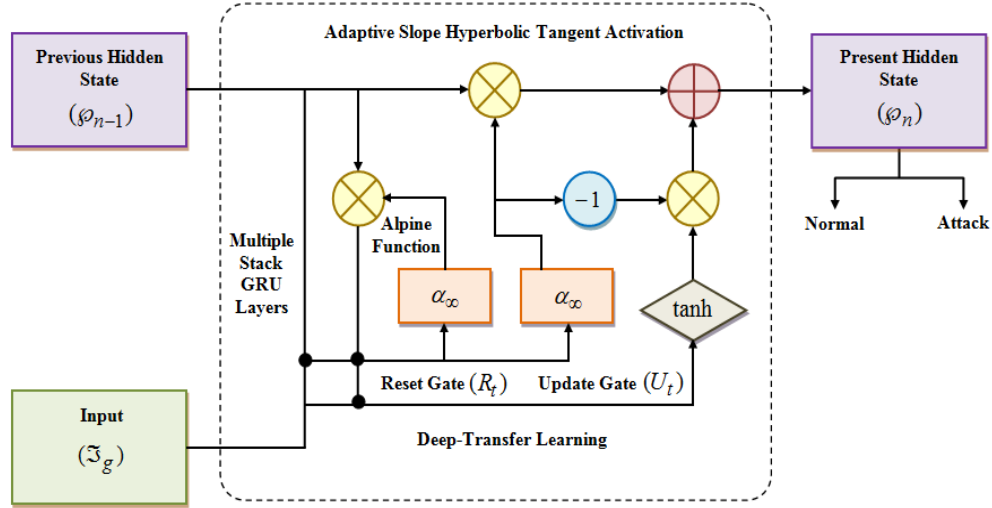 Adaptive Slope Hyperbolic Tangent Activation
Previous Hidden
State
(℘ₙ₋₁)
Present Hidden
State
(℘ₙ)
−1
Normal
Attack
Alpine
Function
Multiple
Stack
GRU
Layers
α∞
α∞
tanh
Reset Gate (Rₜ)
Update Gate (Uₜ)
Input
(ℑg)
Deep-Transfer Learning